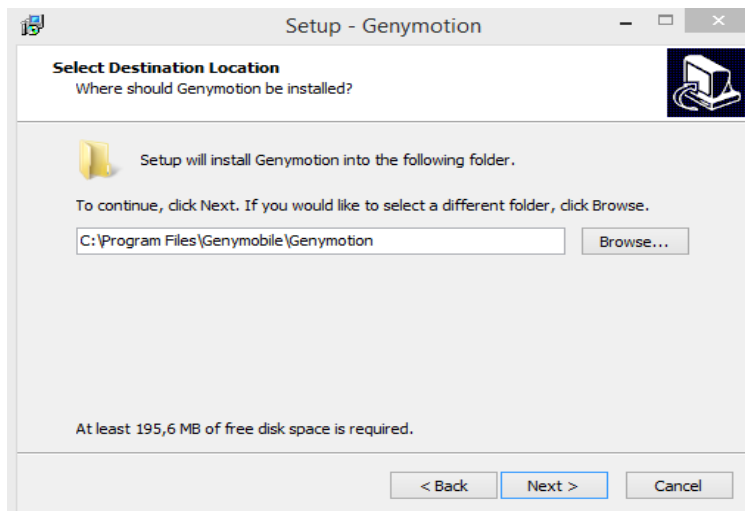 Setup - Genymotion
Select Destination Location
Where should Genymotion be installed?
Setup will install Genymotion into the following folder.
To continue, click Next. If you would like to select a different folder, click Browse.
C:\Program Files\Genymobile\Genymotion
Browse...
At least 195,6 MB of free disk space is required.
< Back
Next >
Cancel